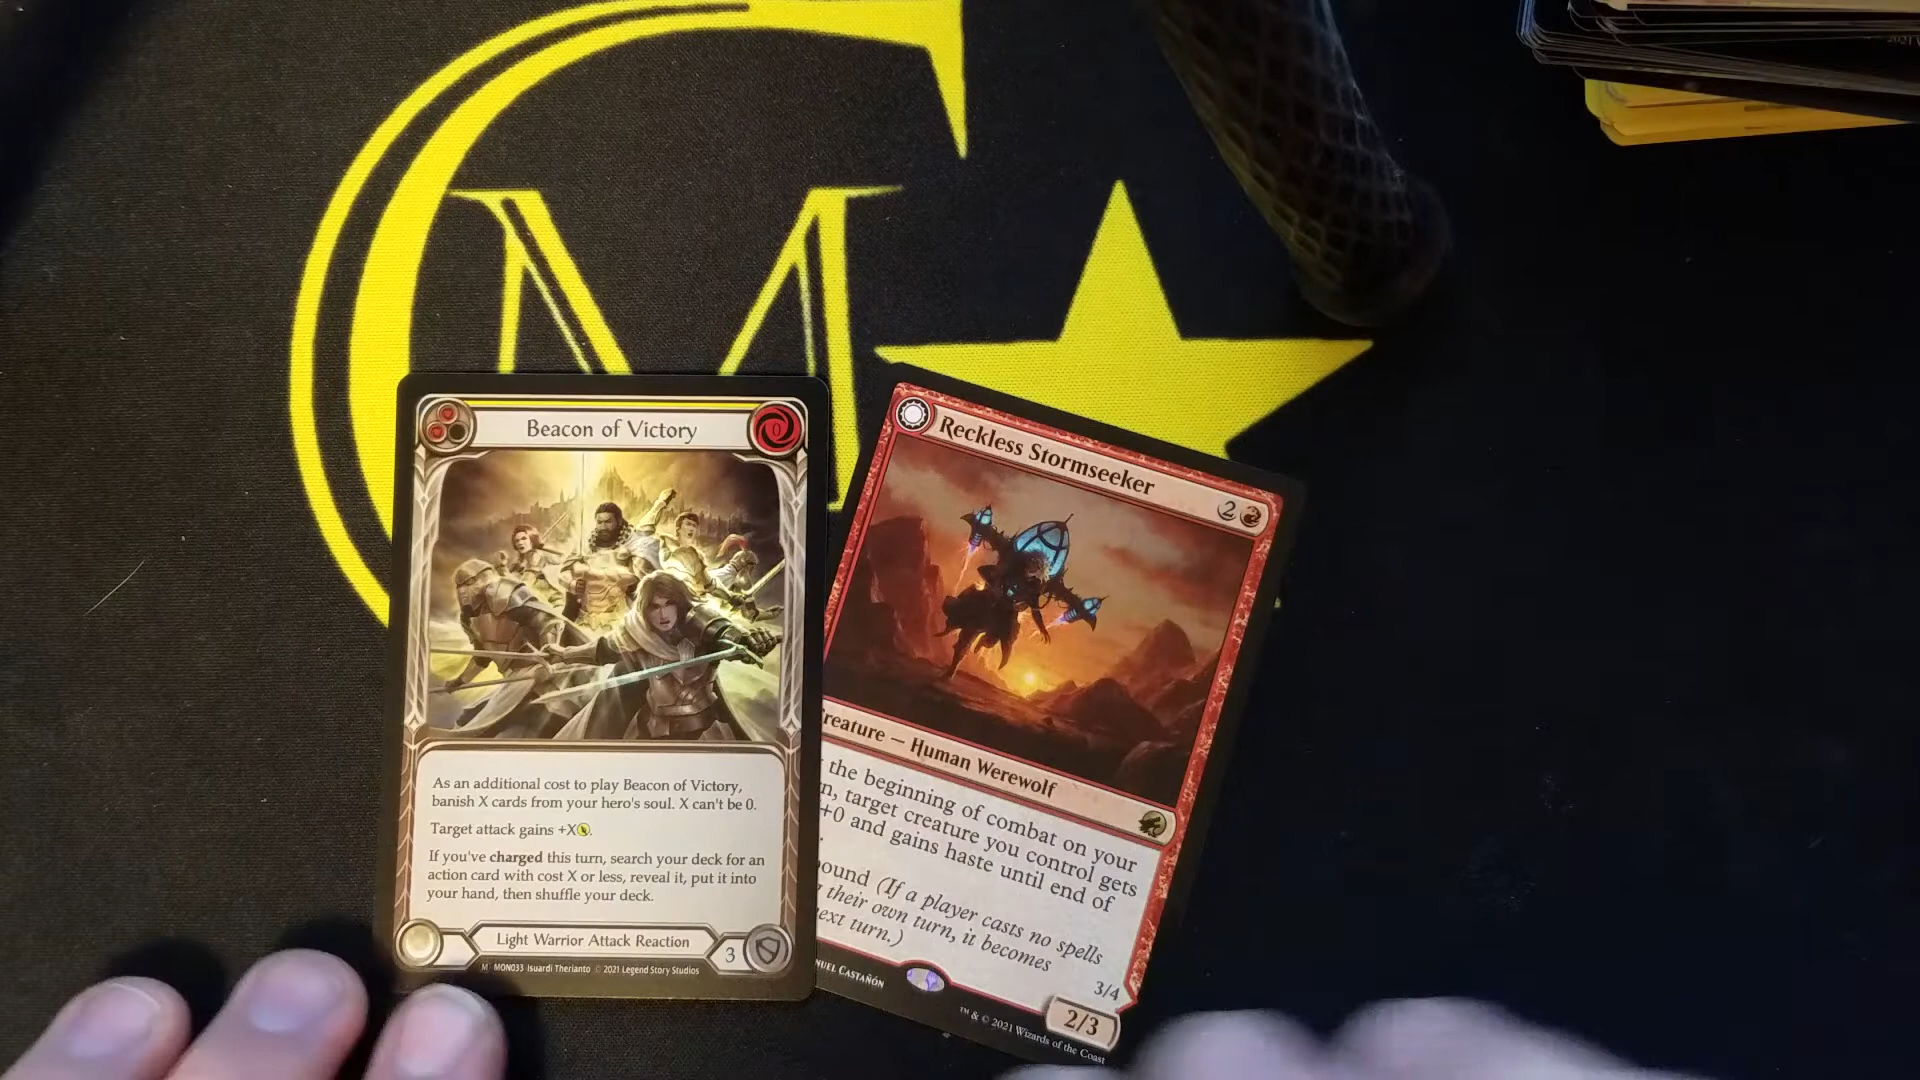 CM
Beacon of Victory
0
As an additional cost to play Beacon of Victory,
banish X cards from your hero's soul. X can't be 0.
Target attack gains +X
If you've charged this turn, search your deck for an
action card with cost X or less, reveal it, put it into
your hand, then shuffle your deck.
Light Warrior Attack Reaction
3
M MON033 Isuardi Therianto © 2021 Legend Story Studios
Reckless Stormseeker
2
reature — Human Werewolf
the beginning of combat on your
n, target creature you control gets
+0 and gains haste until end of
ound (If a player casts no spells
their own turn, it becomes
ext turn.)
3/4
NUEL CASTAÑÓN
2/3
™ & © 2021 Wizards of the Coast